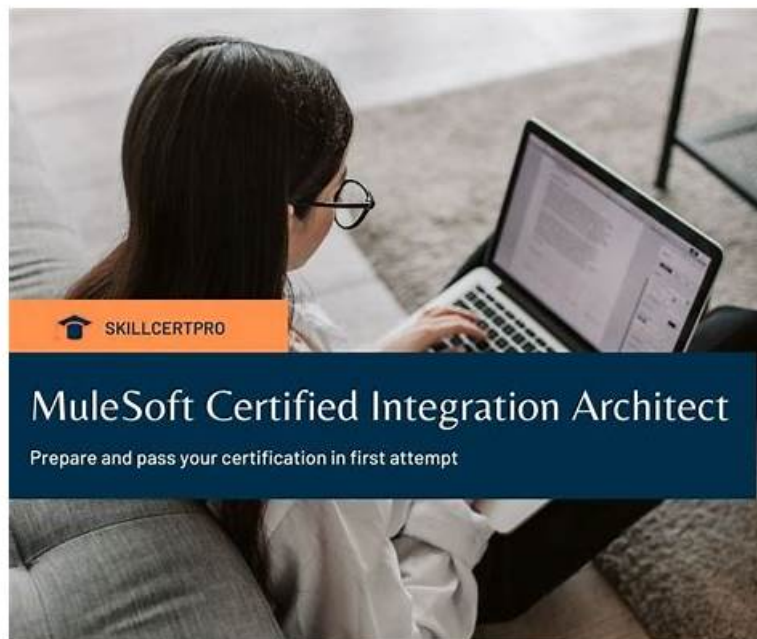 SKILLCERTPRO
MuleSoft Certified Integration Architect
Prepare and pass your certification in first attempt